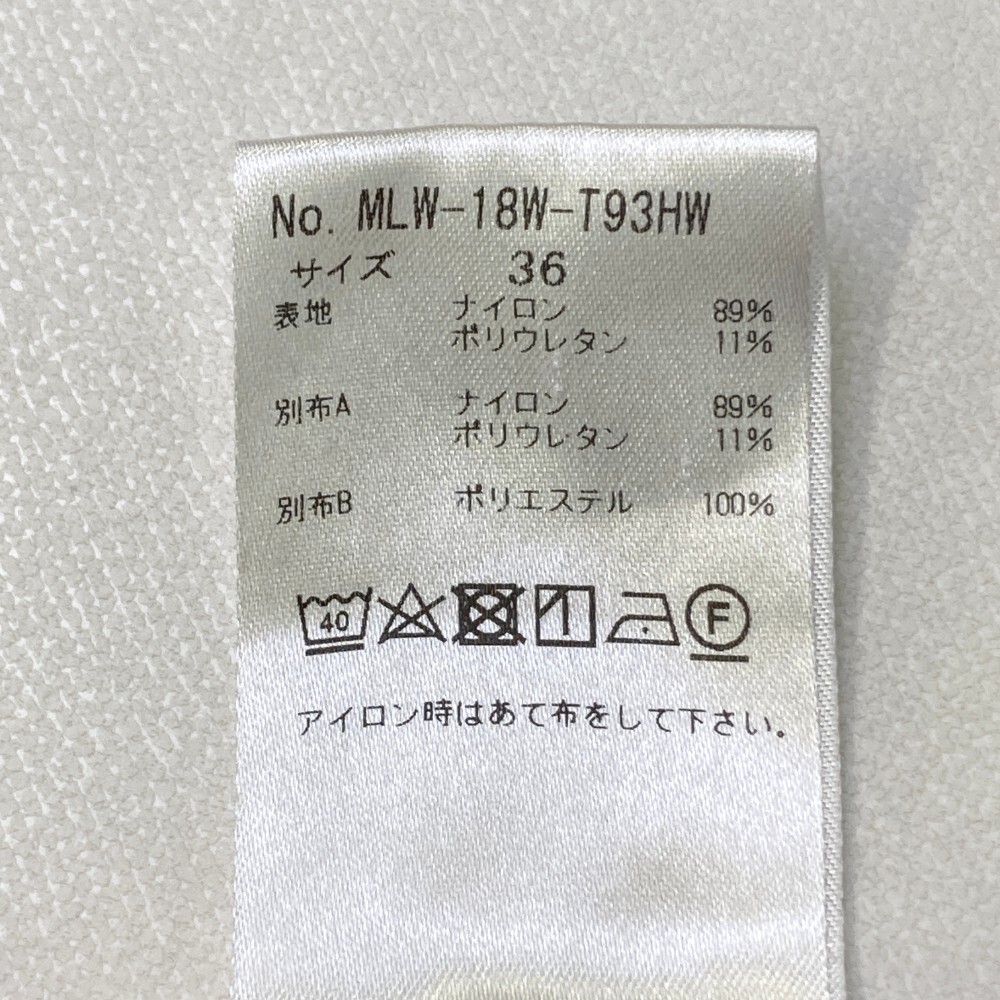 No. MLW-18W-T93HW
サイズ 36
表地 ナイロン 89%
ポリウレタン 11%
別布A ナイロン 89%
ポリウレタン 11%
別布B ポリエステル 100%
40 F
アイロン時はあて布をして下さい。